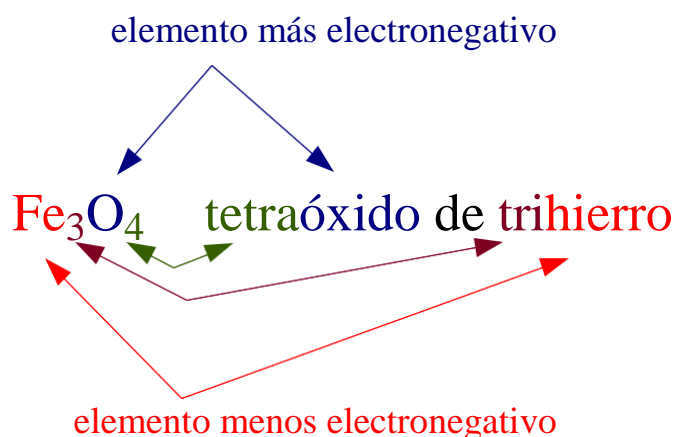 elemento más electronegativo
Fe₃O₄ tetraóxido de trihierro
elemento menos electronegativo